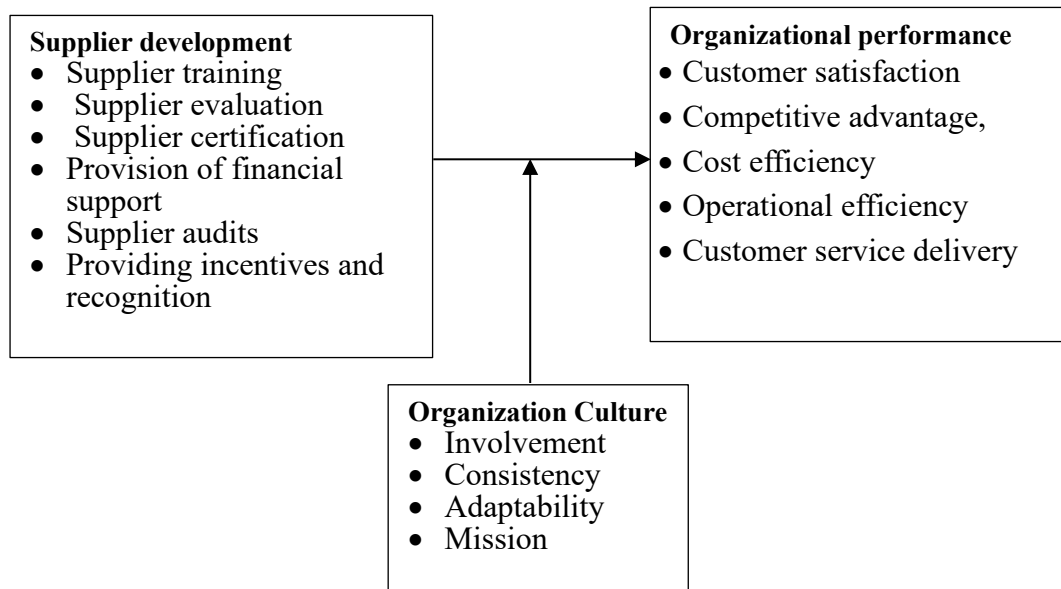 Supplier development
• Supplier training
• Supplier evaluation
• Supplier certification
• Provision of financial
support
• Supplier audits
• Providing incentives and
recognition
Organizational performance
• Customer satisfaction
• Competitive advantage,
• Cost efficiency
• Operational efficiency
• Customer service delivery
Organization Culture
• Involvement
• Consistency
• Adaptability
• Mission